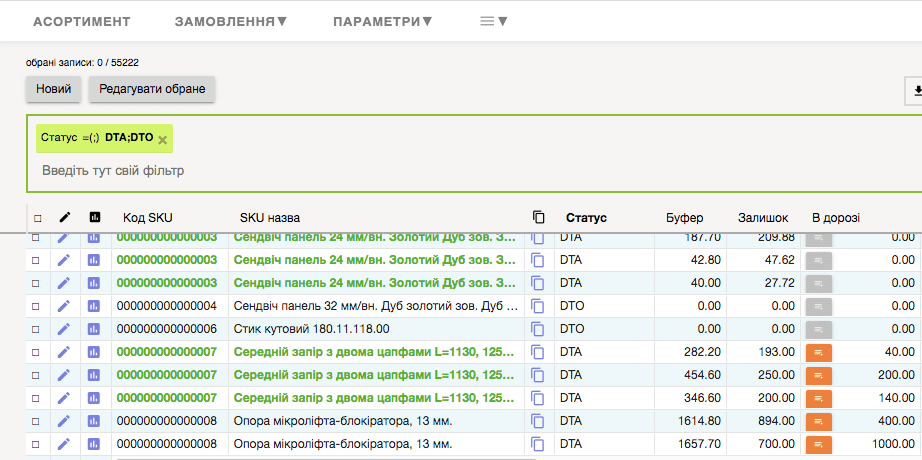 АСОРТИМЕНТ ЗАМОВЛЕННЯ▼ ПАРАМЕТРИ▼ ☰▼
обрані записи: 0 / 55222
Новий Редагувати обране
Статус =(;) DTA;DTO ×
Введіть тут свій фільтр
Код SKU SKU назва Статус Буфер Залишок В дорозі
000000000000003 Сендвіч панель 24 мм/вн. Золотий Дуб зов. З... DTA 187.70 209.88 0.00
000000000000003 Сендвіч панель 24 мм/вн. Золотий Дуб зов. З... DTA 42.80 47.62 0.00
000000000000003 Сендвіч панель 24 мм/вн. Золотий Дуб зов. З... DTA 40.00 27.72 0.00
000000000000004 Сендвіч панель 32 мм/вн. Дуб золотий зов. Дуб ... DTO 0.00 0.00 0.00
000000000000006 Стик кутовий 180.11.118.00 DTO 0.00 0.00 0.00
000000000000007 Середній запір з двома цапфами L=1130, 125... DTA 282.20 193.00 40.00
000000000000007 Середній запір з двома цапфами L=1130, 125... DTA 454.60 250.00 200.00
000000000000007 Середній запір з двома цапфами L=1130, 125... DTA 346.60 200.00 140.00
000000000000008 Опора мікроліфта-блокіратора, 13 мм. DTA 1614.80 894.00 400.00
000000000000008 Опора мікроліфта-блокіратора, 13 мм. DTA 1657.70 700.00 1000.00